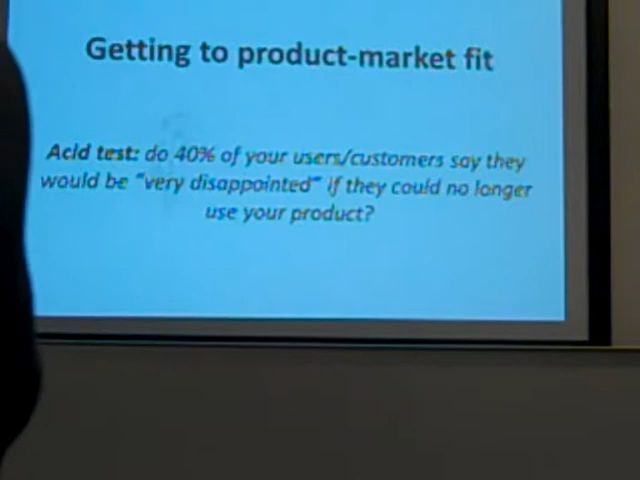 Getting to product-market fit
Acid test: do 40% of your users/customers say they
would be "very disappointed" if they could no longer
use your product?